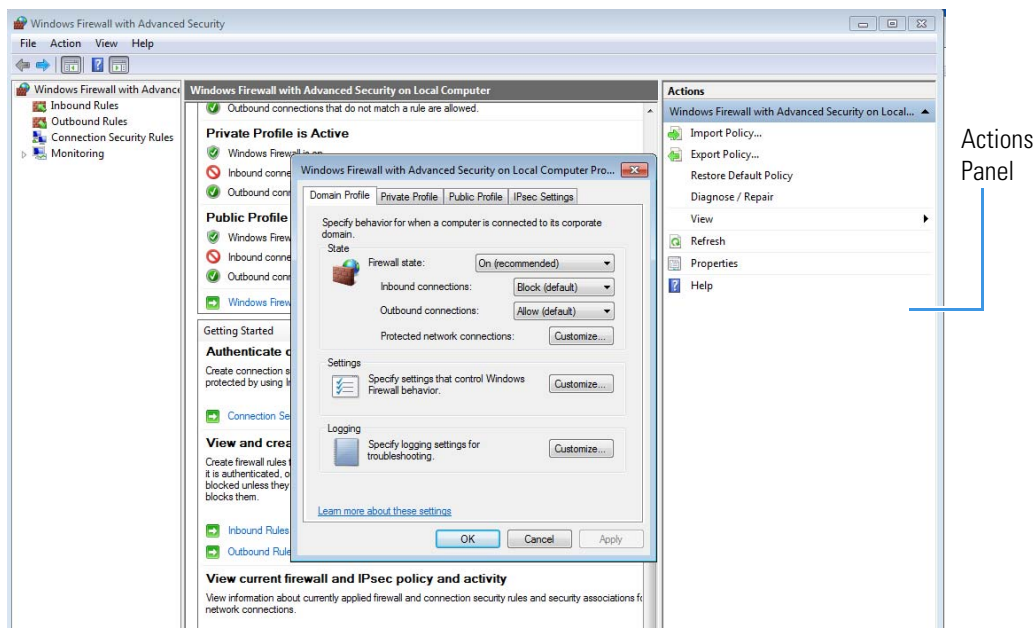 Windows Firewall with Advanced Security
File Action View Help
Windows Firewall with Advance
Inbound Rules
Outbound Rules
Connection Security Rules
Monitoring
Windows Firewall with Advanced Security on Local Computer
Outbound connections that do not match a rule are allowed.
Private Profile is Active
Windows Firewall is on
Inbound conne
Outbound conn
Public Profile
Windows Firew
Inbound conne
Outbound conn
Windows Firew
Getting Started
Authenticate c
Create connection s
protected by using I
Connection Se
View and crea
Create firewall rules t
it is authenticated, o
blocked unless they
blocks them.
Inbound Rules
Outbound Rule
View current firewall and IPsec policy and activity
View information about currently applied firewall and connection security rules and security associations fo
network connections.
Windows Firewall with Advanced Security on Local Computer Pro...
Domain Profile Private Profile Public Profile IPsec Settings
Specify behavior for when a computer is connected to its corporate
domain.
State
Firewall state: On (recommended)
Inbound connections: Block (default)
Outbound connections: Allow (default)
Protected network connections: Customize...
Settings
Specify settings that control Windows
Firewall behavior.
Customize...
Logging
Specify logging settings for
troubleshooting.
Customize...
Learn more about these settings
OK Cancel Apply
Actions
Windows Firewall with Advanced Security on Local...
Import Policy...
Export Policy...
Restore Default Policy
Diagnose / Repair
View
Refresh
Properties
Help
Actions
Panel